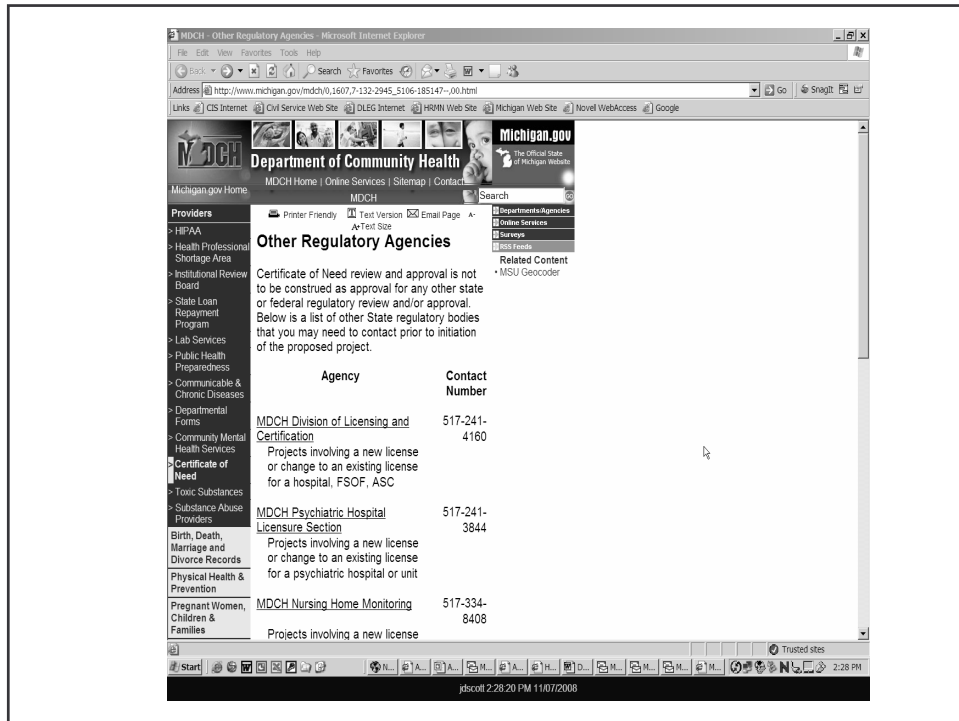 MDCH - Other Regulatory Agencies - Microsoft Internet Explorer
File Edit View Favorites Tools Help
Back Search Favorites
Address http://www.michigan.gov/mdch/0,1607,7-132-2945_5106-185147--,00.html Go SnagIt
Links CIS Internet Civil Service Web Site DLEG Internet HRMN Web Site Michigan Web Site Novel WebAccess Google
MDCH
Department of Community Health
Michigan.gov
The Official State
of Michigan Website
MDCH Home | Online Services | Sitemap | Contact
Michigan.gov Home
MDCH
Search
GO
Providers
> HIPAA
> Health Professional
Shortage Area
> Institutional Review
Board
> State Loan
Repayment
Program
> Lab Services
> Public Health
Preparedness
> Communicable &
Chronic Diseases
> Departmental
Forms
> Community Mental
Health Services
> Certificate of
Need
> Toxic Substances
> Substance Abuse
Providers
Birth, Death,
Marriage and
Divorce Records
Physical Health &
Prevention
Pregnant Women,
Children &
Families
Printer Friendly Text Version Email Page A-
A+Text Size
Other Regulatory Agencies
Certificate of Need review and approval is not
to be construed as approval for any other state
or federal regulatory review and/or approval.
Below is a list of other State regulatory bodies
that you may need to contact prior to initiation
of the proposed project.
Agency Contact
Number
MDCH Division of Licensing and 517-241-
Certification 4160
Projects involving a new license
or change to an existing license
for a hospital, FSOF, ASC
MDCH Psychiatric Hospital 517-241-
Licensure Section 3844
Projects involving a new license
or change to an existing license
for a psychiatric hospital or unit
MDCH Nursing Home Monitoring 517-334-
8408
Projects involving a new license
Departments/Agencies
Online Services
Surveys
RSS Feeds
Related Content
• MSU Geocoder
Trusted sites
Start N... A... A... M... A... H... D... M... M... M... M... 2:28 PM
jdscott 2:28:20 PM 11/07/2008